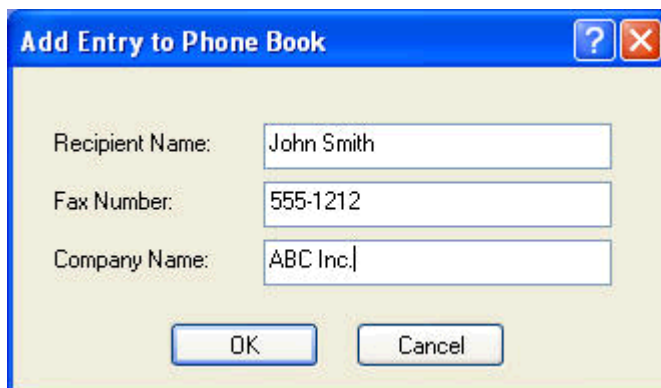 Add Entry to Phone Book ?
Recipient Name: John Smith
Fax Number: 555-1212
Company Name: ABC Inc.
OK Cancel